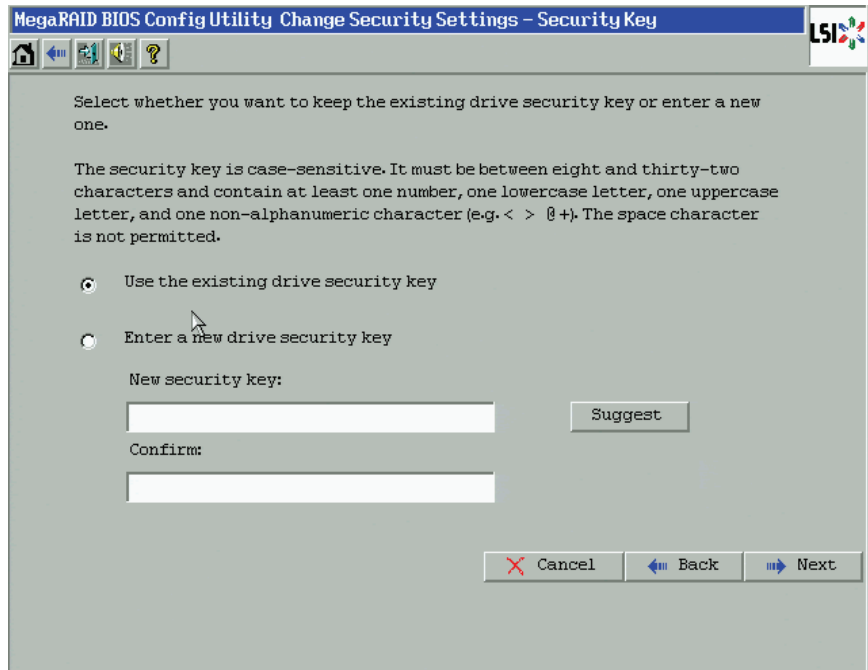 MegaRAID BIOS Config Utility Change Security Settings - Security Key
LSI
Select whether you want to keep the existing drive security key or enter a new
one.
The security key is case-sensitive. It must be between eight and thirty-two
characters and contain at least one number, one lowercase letter, one uppercase
letter, and one non-alphanumeric character (e.g. < > @ +). The space character
is not permitted.
Use the existing drive security key
Enter a new drive security key
New security key:
Suggest
Confirm:
Cancel Back Next